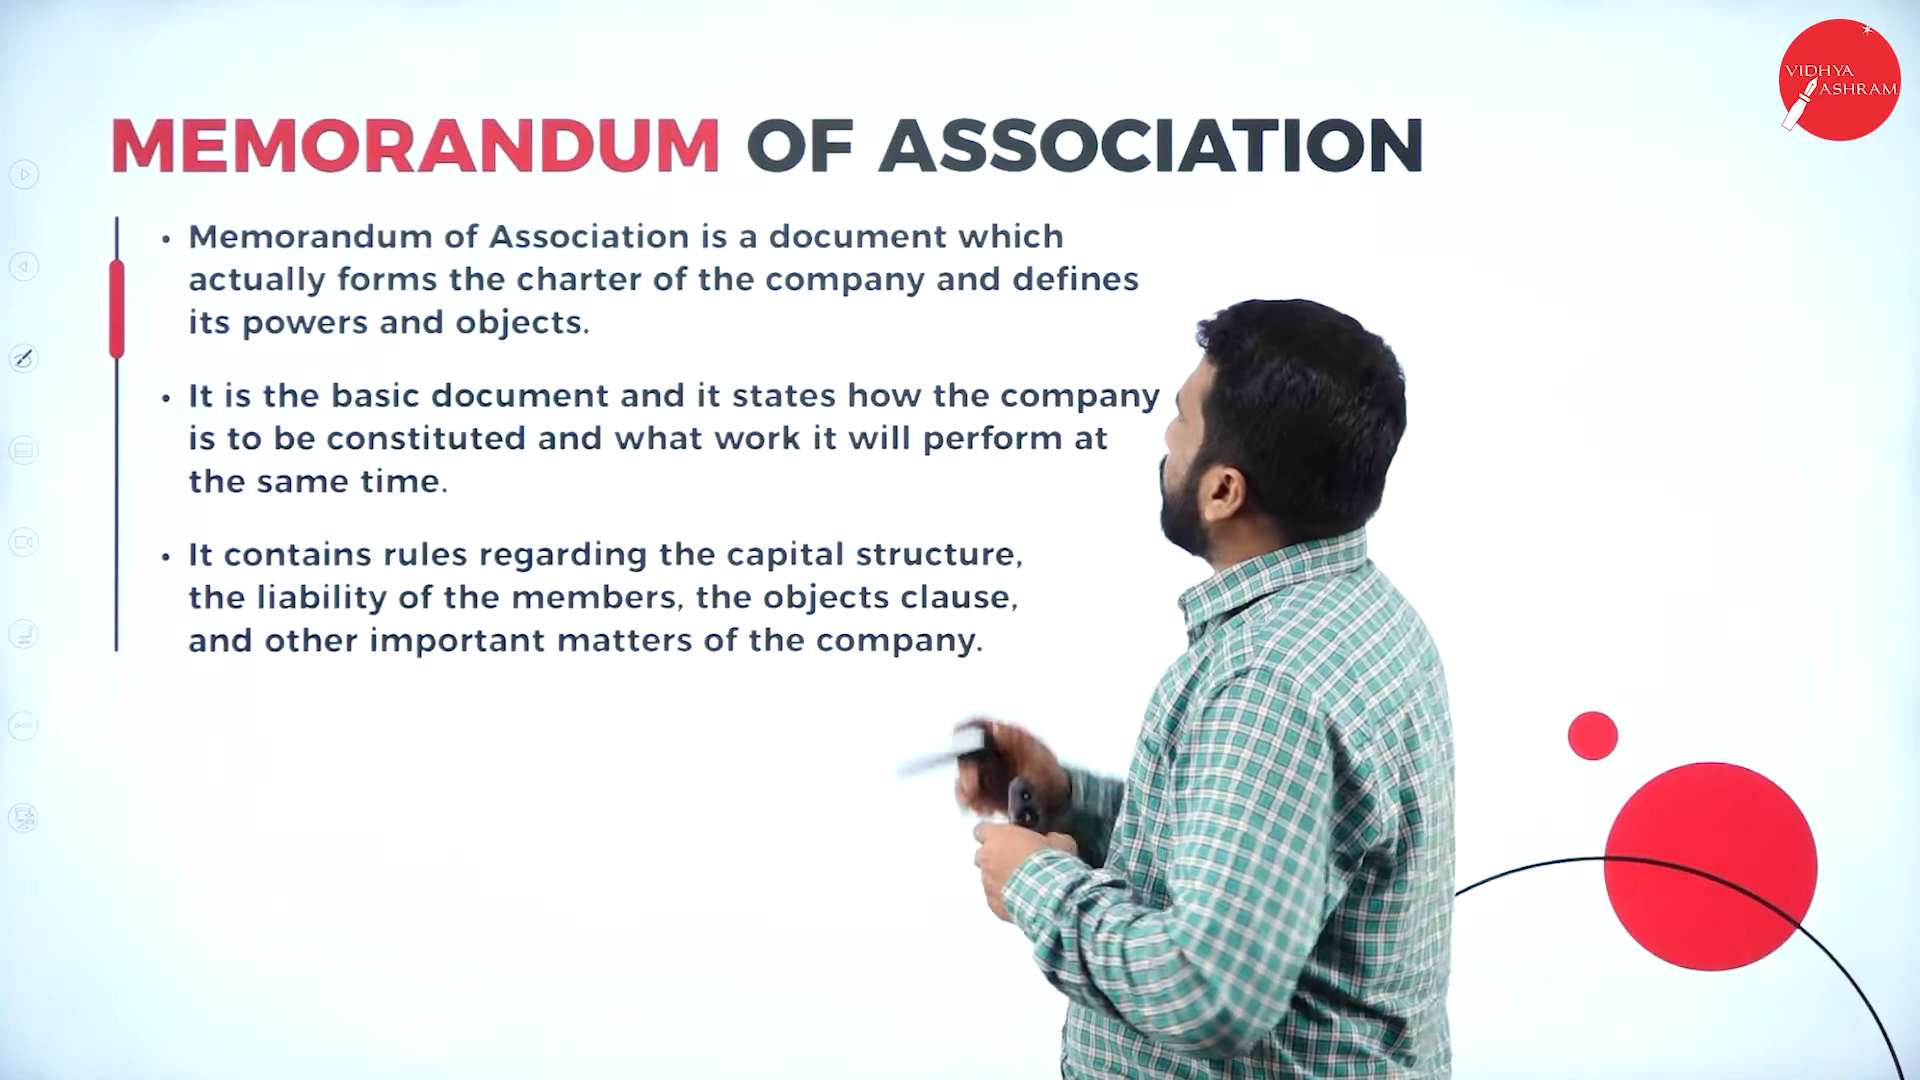 VIDHYA
ASHRAM
MEMORANDUM OF ASSOCIATION
• Memorandum of Association is a document which
actually forms the charter of the company and defines
its powers and objects.
• It is the basic document and it states how the company
is to be constituted and what work it will perform at
the same time.
• It contains rules regarding the capital structure,
the liability of the members, the objects clause,
and other important matters of the company.